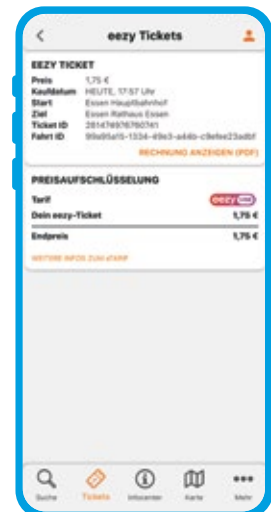 eezy Tickets
EEZY TICKET
Preis 1,75 €
Kaufdatum HEUTE, 17:57 Uhr
Start Essen Hauptbahnhof
Ziel Essen Rathaus Essen
Ticket ID
Fahrt ID
RECHNUNG ANZEIGEN (PDF)
PREISAUFSCHLÜSSELUNG
Tarif eezy
Dein eezy-Ticket 1,75 €
Endpreis 1,75 €
WEITERE INFOS ZUM eTARIF
Suche Tickets Infocenter Karte Mehr